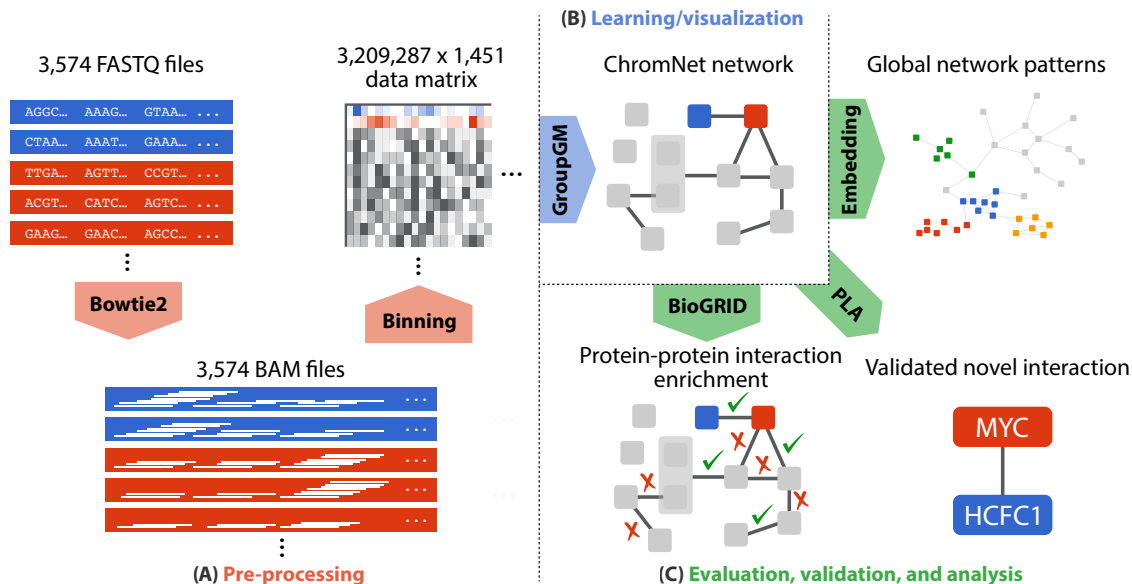 (B) Learning/visualization
3,574 FASTQ files
AGGC... AAAG... GTAA... ...
CTAA... AAAT... GAAA... ...
TTGA... AGTT... CCGT... ...
ACGT... CATC... AGTC... ...
GAAG... GAAC... AGCC... ...
...
Bowtie2
3,209,287 x 1,451
data matrix
...
...
Binning
3,574 BAM files
...
...
...
...
...
...
(A) Pre-processing
GroupGM
ChromNet network
Embedding
Global network patterns
BioGRID
PLA
Protein-protein interaction
enrichment
Validated novel interaction
MYC
HCFC1
(C) Evaluation, validation, and analysis